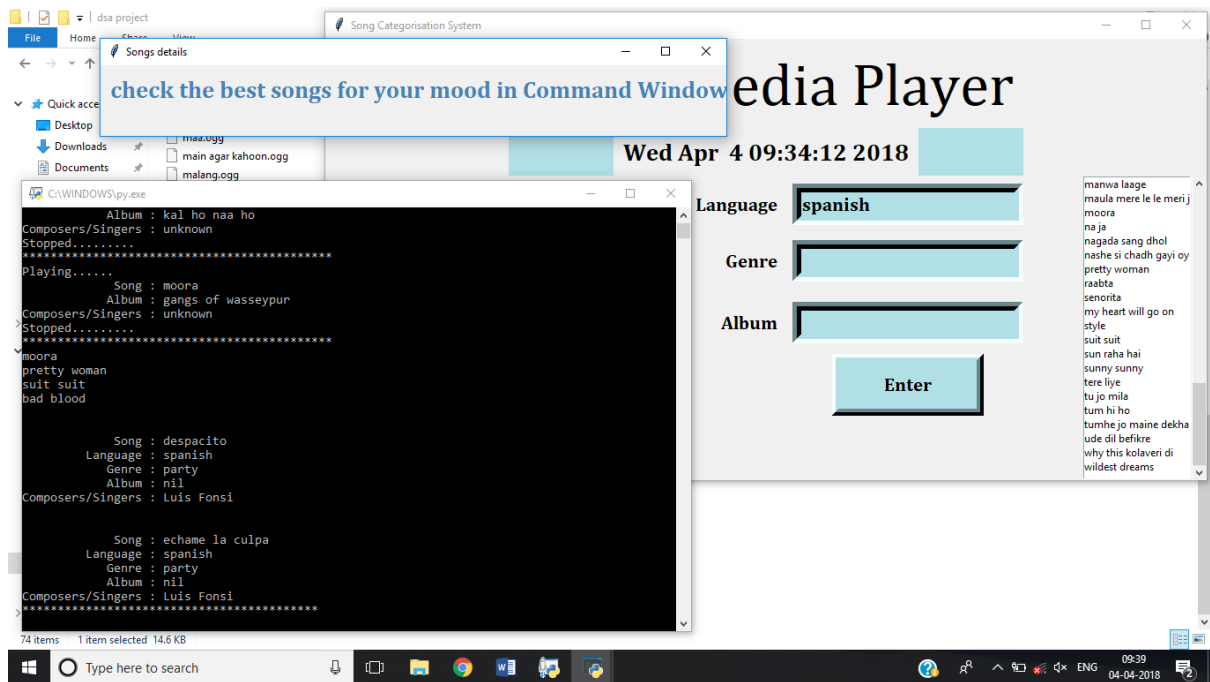 dsa project
File Home Share View
Quick acce
Desktop
Downloads
Documents
maa.ogg
main agar kahoon.ogg
malang.ogg
Song Categorisation System
edia Player
Wed Apr 4 09:34:12 2018
Language spanish
Genre
Album
Enter
manwa laage
maula mere le le meri j
moora
na ja
nagada sang dhol
nashe si chadh gayi oy
pretty woman
raabta
senorita
my heart will go on
style
suit suit
sun raha hai
sunny sunny
tere liye
tu jo mila
tum hi ho
tumhe jo maine dekha
ude dil befikre
why this kolaveri di
wildest dreams
Songs details
check the best songs for your mood in Command Window
C:\WINDOWS\py.exe
Album : kal ho naa ho
Composers/Singers : unknown
Stopped.........
********************************************
Playing......
Song : moora
Album : gangs of wasseypur
Composers/Singers : unknown
Stopped.........
********************************************
moora
pretty woman
suit suit
bad blood
Song : despacito
Language : spanish
Genre : party
Album : nil
Composers/Singers : Luis Fonsi
Song : echame la culpa
Language : spanish
Genre : party
Album : nil
Composers/Singers : Luis Fonsi
******************************************
74 items 1 item selected 14.6 KB
Type here to search
ENG
09:39
04-04-2018
2